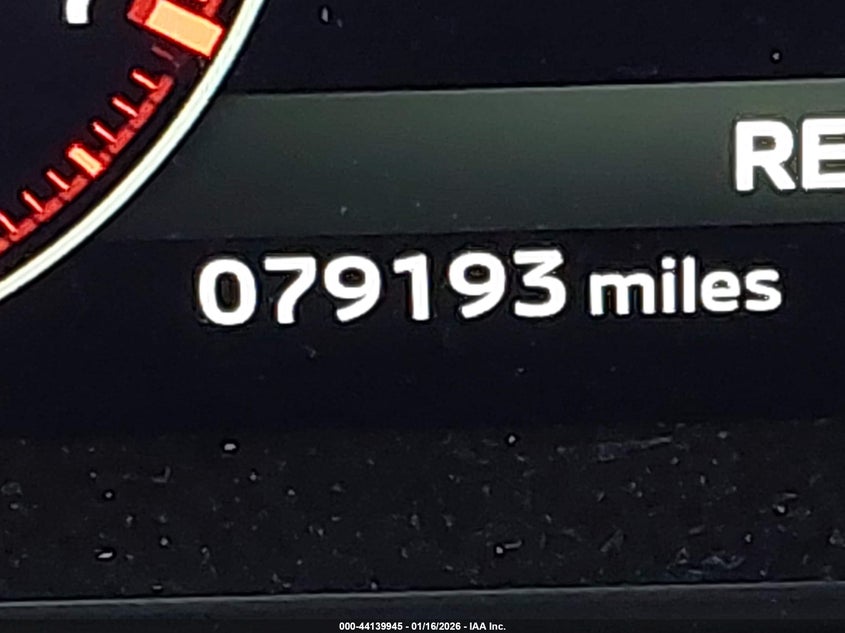 RE
079193 miles
000-44139945 - 01/16/2026 - IAA Inc.